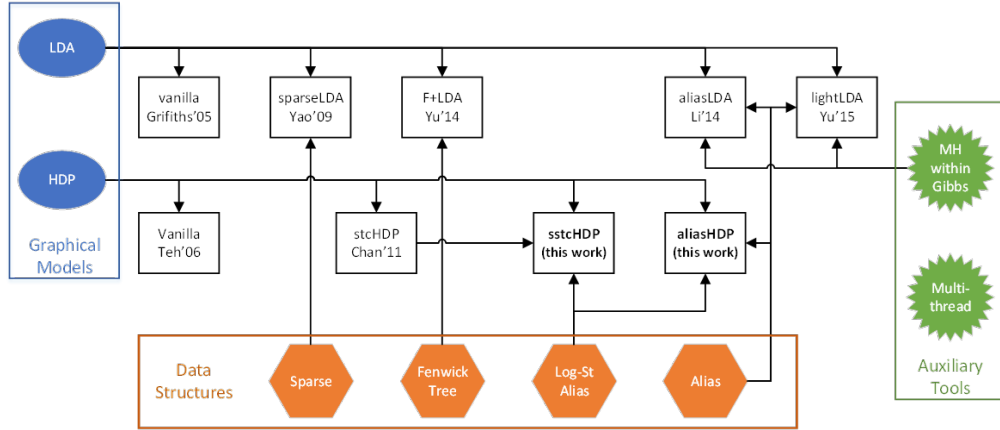 LDA
vanilla
Grifiths'05
sparseLDA
Yao'09
F+LDA
Yu'14
aliasLDA
Li'14
lightLDA
Yu'15
MH
within
Gibbs
HDP
Graphical
Models
Vanilla
Teh'06
stcHDP
Chan'11
sstcHDP
(this work)
aliasHDP
(this work)
Multi-
thread
Auxiliary
Tools
Data
Structures
Sparse
Fenwick
Tree
Log-St
Alias
Alias